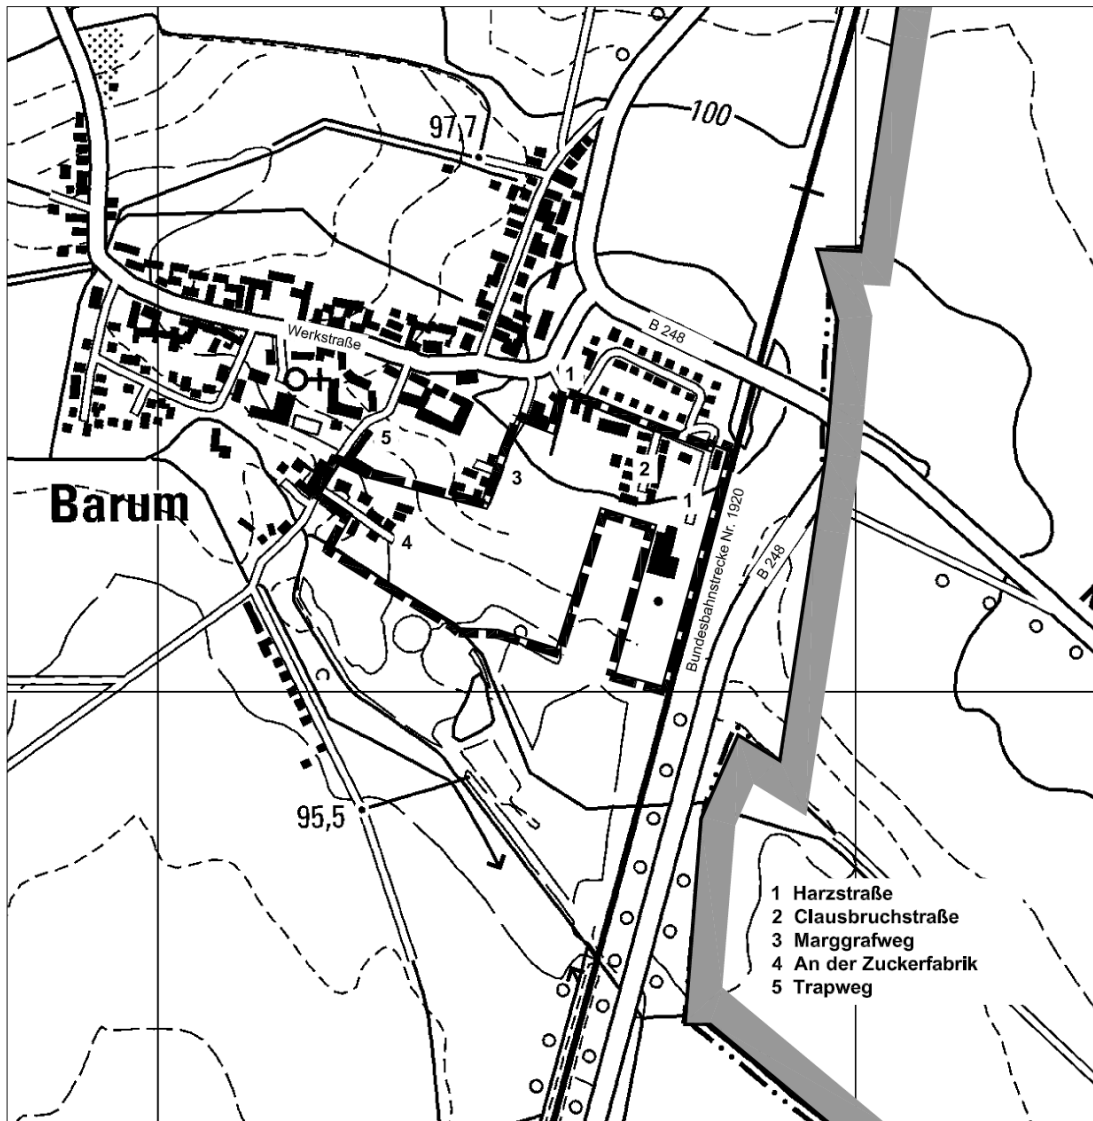 97,7
100
Werkstraße
B 248
1
5
2
3
1
Barum
4
Bundesbahnstrecke Nr. 1920
B 248
C
95,5
1 Harzstraße
2 Clausbruchstraße
3 Marggrafweg
4 An der Zuckerfabrik
5 Trapweg